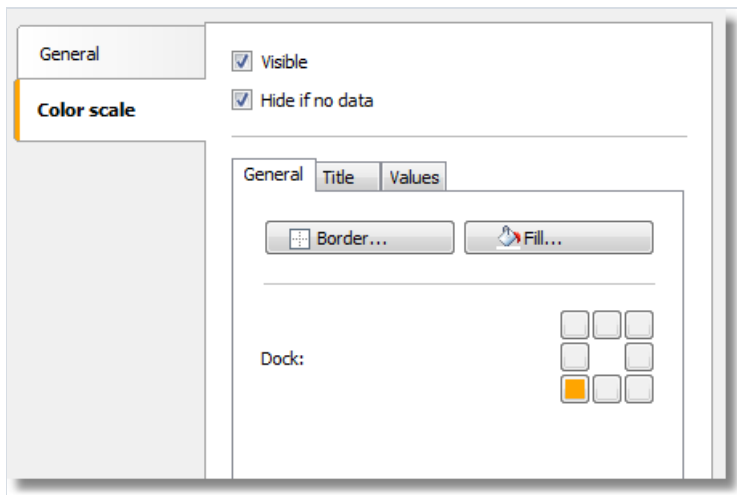 General
Color scale
Visible
Hide if no data
General Title Values
Border... Fill...
Dock: